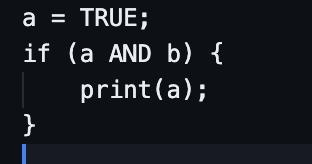 a = TRUE;
if (a AND b) {
    print(a);
}